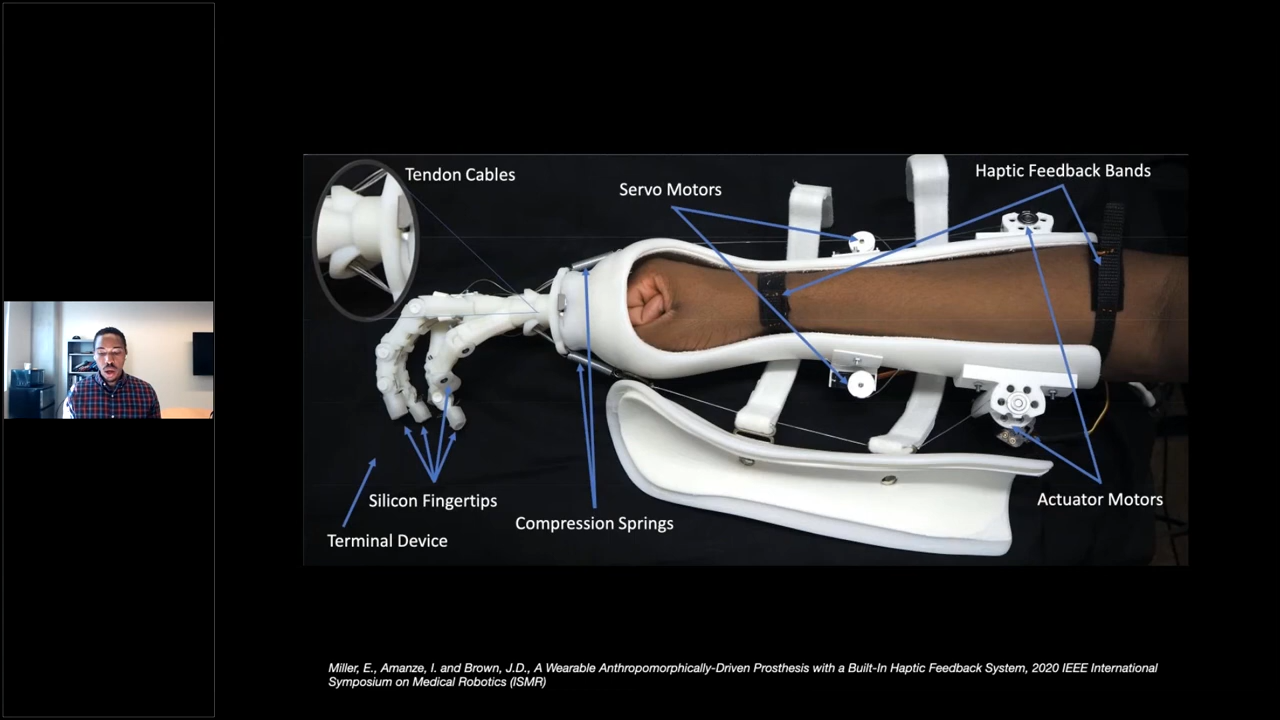 Tendon Cables
Servo Motors
Haptic Feedback Bands
Silicon Fingertips
Terminal Device
Compression Springs
Actuator Motors
Miller, E., Amanze, I. and Brown, J.D., A Wearable Anthropomorphically-Driven Prosthesis with a Built-In Haptic Feedback System, 2020 IEEE International
Symposium on Medical Robotics (ISMR)